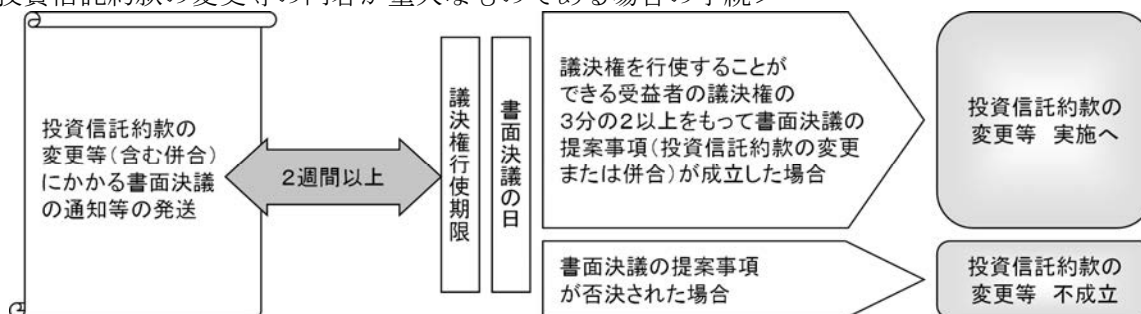 投資信託約款の変更等の内容が重大なものである場合の手続>
投資信託約款の
変更等(含む併合)
にかかる書面決議
の通知等の発送
2週間以上
議決権行使期限
書面決議の日
議決権を行使することが
できる受益者の議決権の
3分の2以上をもって書面決議の
提案事項(投資信託約款の変更
または併合)が成立した場合
投資信託約款の
変更等 実施へ
書面決議の提案事項
が否決された場合
投資信託約款の
変更等 不成立